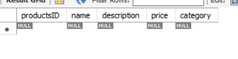 Result Grid Filter Rows: Edit:
productsID name description price category
NULL NULL NULL NULL NULL